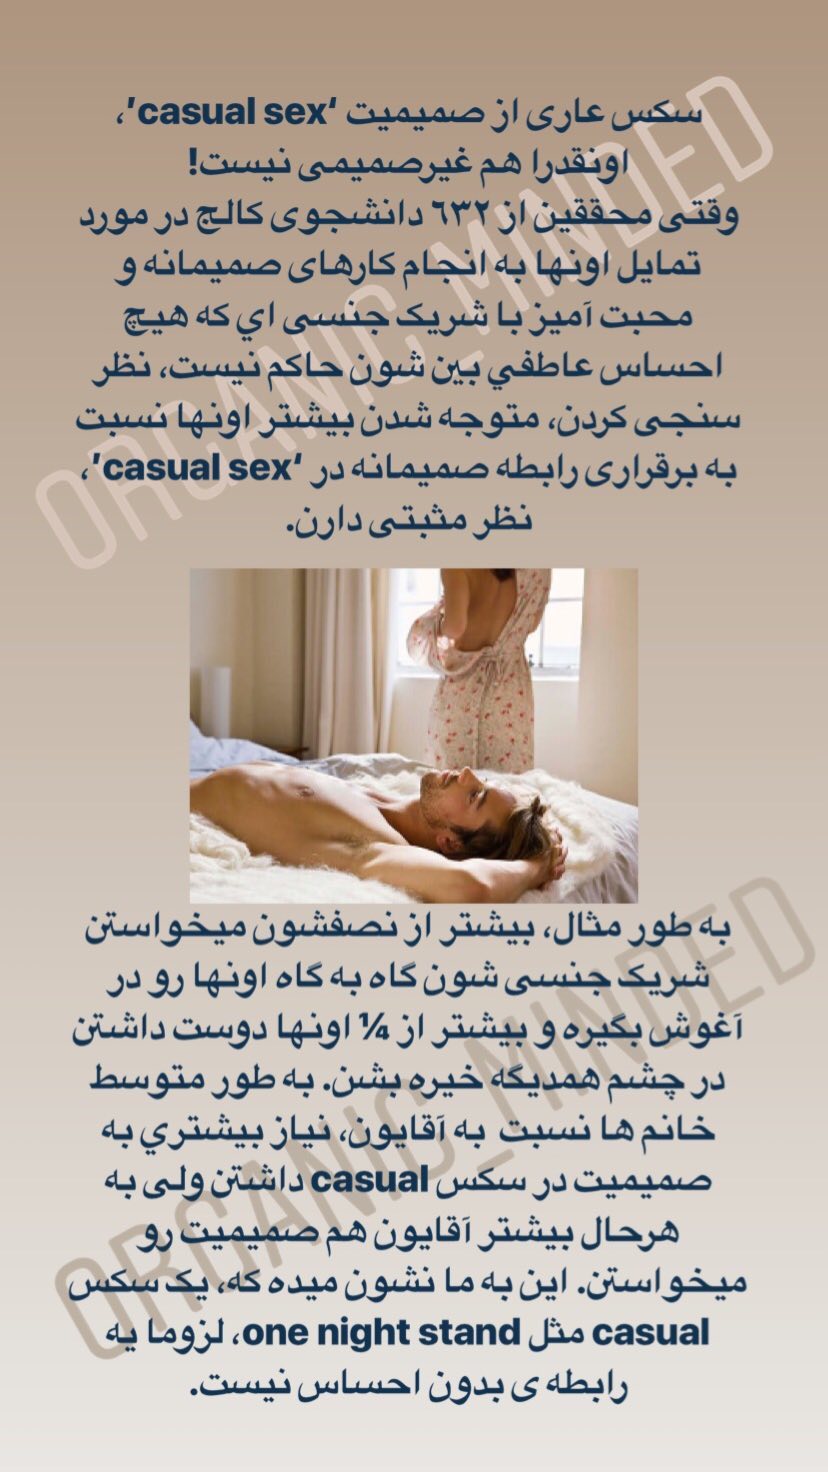 سکس عاری از صمیمیت ‘casual sex’،
اونقدرا هم غیرصمیمی نیست!
وقتی محققین از ٦٣٢ دانشجوی کالج در مورد
تمایل اونها به انجام کارهای صمیمانه و
محبت آمیز با شریک جنسی اي که هیچ
احساس عاطفي بین شون حاکم نیست، نظر
سنجی کردن، متوجه شدن بیشتر اونها نسبت
به برقراری رابطه صمیمانه در ‘casual sex’،
نظر مثبتی دارن.
ORGANIC_MINDED
به طور مثال، بیشتر از نصفشون میخواستن
شریک جنسی شون گاه به گاه اونها رو در
آغوش بگیره و بیشتر از ¼ اونها دوست داشتن
در چشم همدیگه خیره بشن. به طور متوسط
خانم ها نسبت به آقایون، نیاز بیشتري به
صمیمیت در سکس casual داشتن ولی به
هرحال بیشتر آقایون هم صمیمیت رو
میخواستن. این به ما نشون میده که، یک سکس
casual مثل one night stand، لزوما یه
رابطه ی بدون احساس نیست.
ORGANIC_MINDED